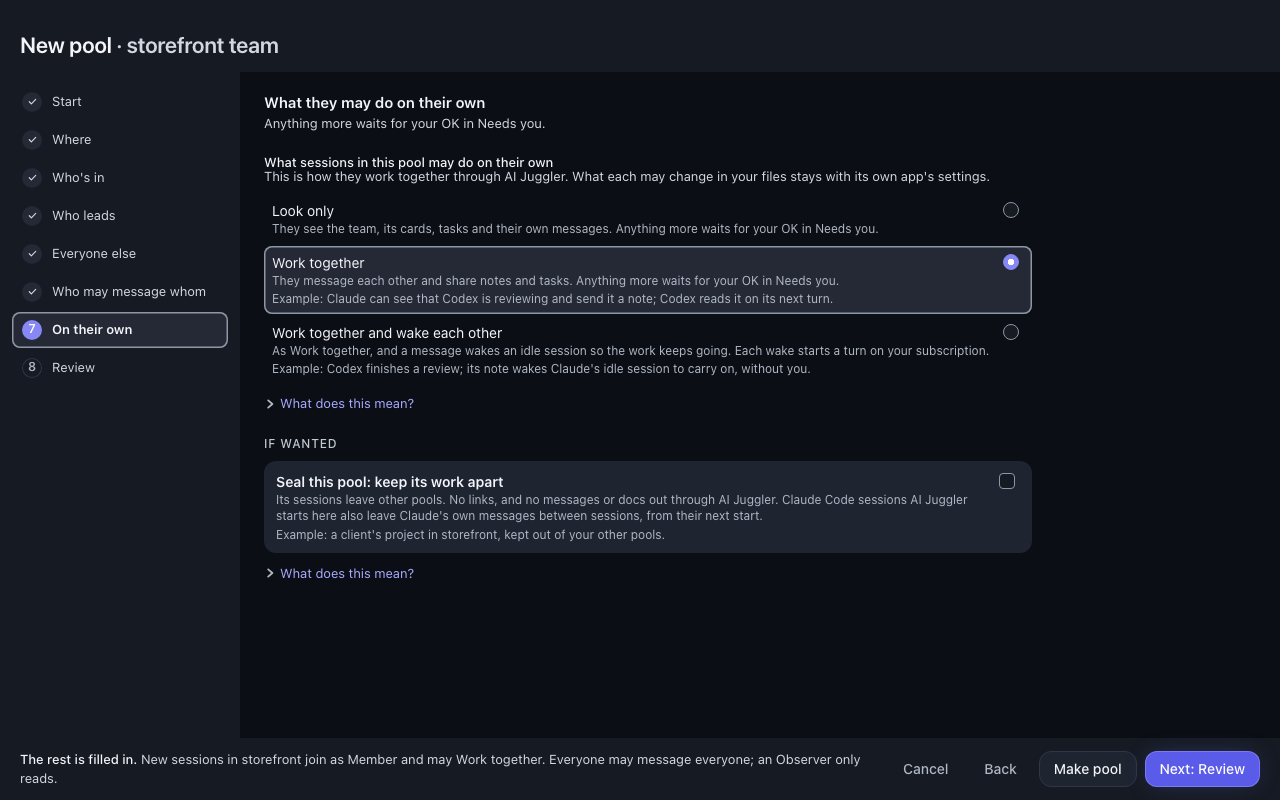 New pool · storefront team
Start
Where
Who's in
Who leads
Everyone else
Who may message whom
7 On their own
8 Review
What they may do on their own
Anything more waits for your OK in Needs you.
What sessions in this pool may do on their own
This is how they work together through AI Juggler. What each may change in your files stays with its own app's settings.
Look only
They see the team, its cards, tasks and their own messages. Anything more waits for your OK in Needs you.
Work together
They message each other and share notes and tasks. Anything more waits for your OK in Needs you.
Example: Claude can see that Codex is reviewing and send it a note; Codex reads it on its next turn.
Work together and wake each other
As Work together, and a message wakes an idle session so the work keeps going. Each wake starts a turn on your subscription.
Example: Codex finishes a review; its note wakes Claude's idle session to carry on, without you.
What does this mean?
IF WANTED
Seal this pool: keep its work apart
Its sessions leave other pools. No links, and no messages or docs out through AI Juggler. Claude Code sessions AI Juggler
starts here also leave Claude's own messages between sessions, from their next start.
Example: a client's project in storefront, kept out of your other pools.
What does this mean?
The rest is filled in. New sessions in storefront join as Member and may Work together. Everyone may message everyone; an Observer only
reads.
Cancel
Back
Make pool
Next: Review